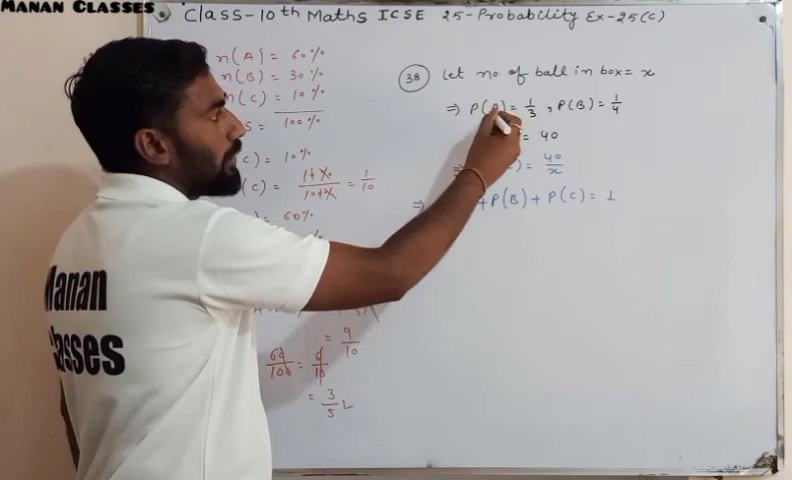 MANAN CLASSES
Class-10th Maths ICSE 25-Probability Ex-25(C)
n(A) = 60%
n(B) = 30%
n(C) = 10%
S = 100%
C) = 10%
C) = 10% / 100% = 1/10
) = 60%
= 9/10
60/100 = 6/10
= 3/5
(38) Let no. of ball in box = x
⇒ P(A) = 1/3, P(B) = 1/4
= 40
) = 40/x
⇒ + P(B) + P(C) = 1
Manan
Classes